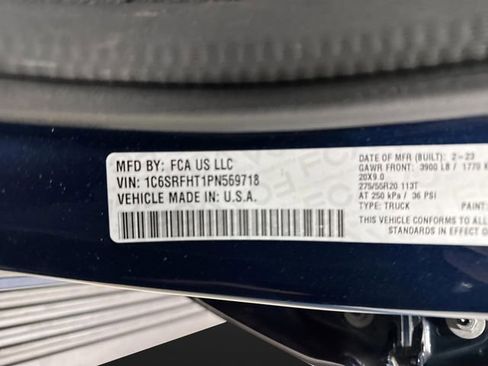 MFD BY: FCA US LLC
VIN: 1C6SRFHT1PN569718
VEHICLE MADE IN: U.S.A.
DATE OF MFR (BUILT): 2-23
GAWR FRONT: 3900 LB / 1770 K
20X9.0
275/55R20 113T
AT 250 kPa / 36 PSI
TYPE: TRUCK PAINT:
THIS VEHICLE CONFORMS TO ALL
STANDARDS IN EFFECT O